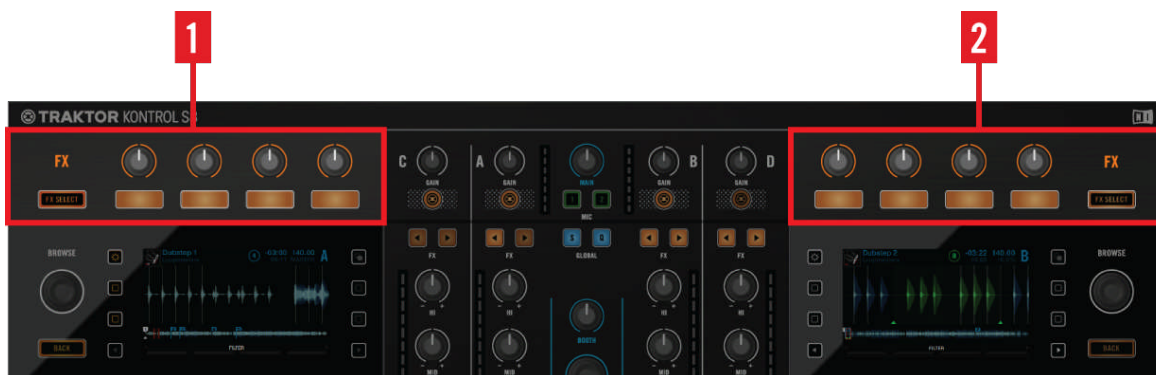 1
2
TRAKTOR KONTROL S8
FX
FX SELECT
C
GAIN
A
GAIN
MAIN
1
2
MIC
B
GAIN
D
GAIN
FX
FX SELECT
BROWSE
BACK
Dubstep 1
A
FILTER
FX
FX
S
Q
GLOBAL
FX
FX
HI
HI
BOOTH
HI
HI
MID
MID
MID
MID
Dubstep 2
B
FILTER
BROWSE
BACK